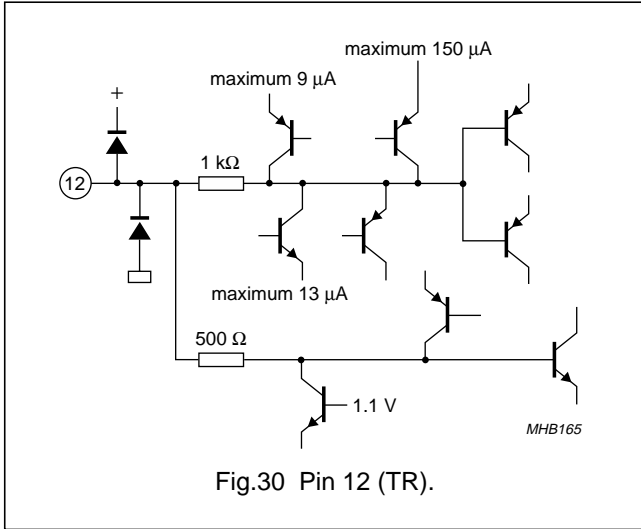 maximum 150 μA
maximum 9 μA
+
1 kΩ
12
maximum 13 μA
500 Ω
1.1 V
MHB165
Fig.30 Pin 12 (TR).